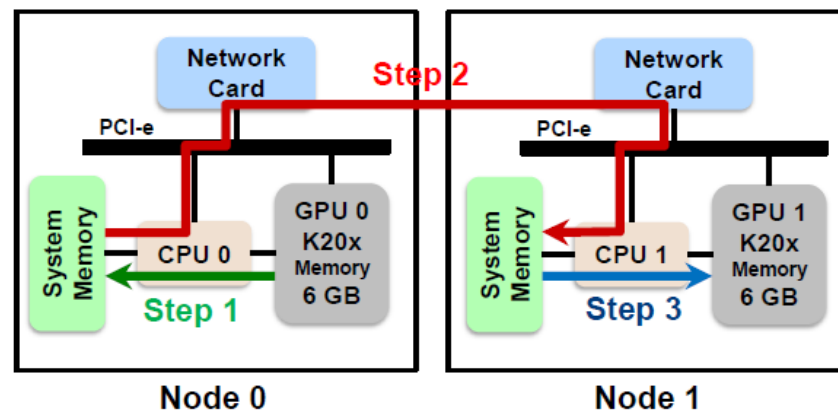 Network
Card
PCI-e
System
Memory
CPU 0
GPU 0
K20x
Memory
6 GB
Step 1
Node 0
Step 2
Network
Card
PCI-e
System
Memory
CPU 1
GPU 1
K20x
Memory
6 GB
Step 3
Node 1